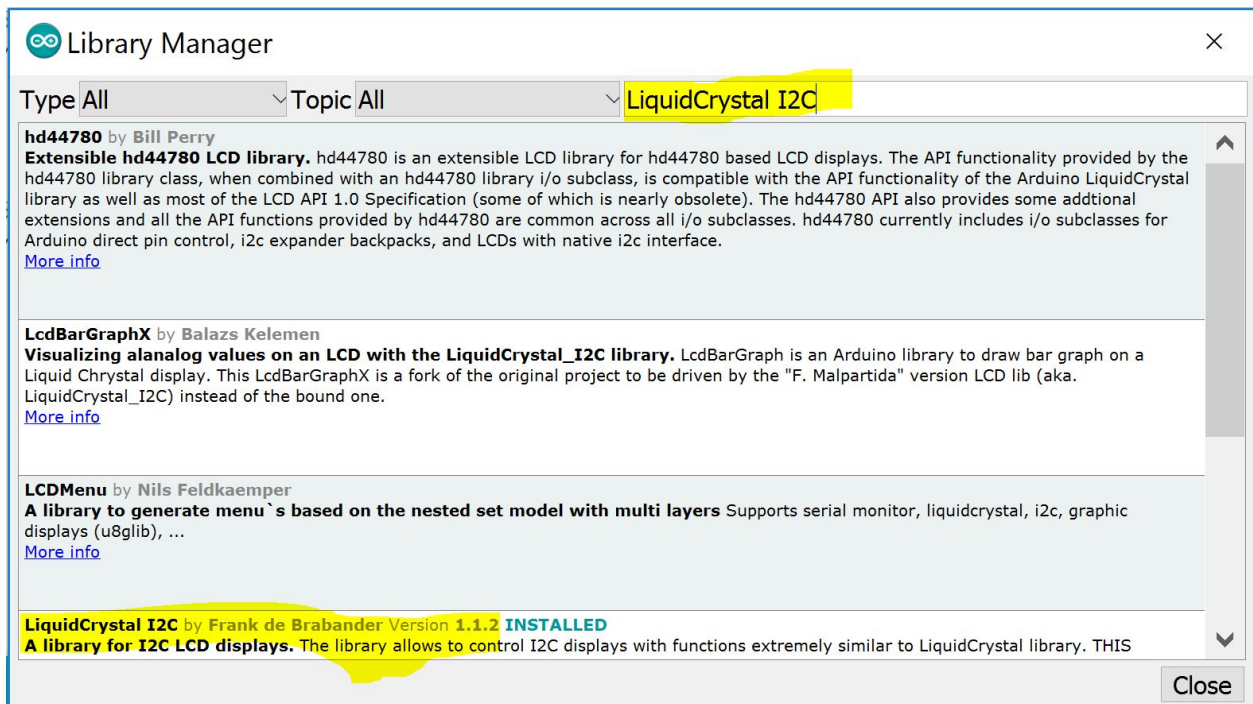 Library Manager
Type All Topic All LiquidCrystal I2C
hd44780 by Bill Perry
Extensible hd44780 LCD library. hd44780 is an extensible LCD library for hd44780 based LCD displays. The API functionality provided by the
hd44780 library class, when combined with an hd44780 library i/o subclass, is compatible with the API functionality of the Arduino LiquidCrystal
library as well as most of the LCD API 1.0 Specification (some of which is nearly obsolete). The hd44780 API also provides some addtional
extensions and all the API functions provided by hd44780 are common across all i/o subclasses. hd44780 currently includes i/o subclasses for
Arduino direct pin control, i2c expander backpacks, and LCDs with native i2c interface.
More info
LcdBarGraphX by Balazs Kelemen
Visualizing alanalog values on an LCD with the LiquidCrystal_I2C library. LcdBarGraph is an Arduino library to draw bar graph on a
Liquid Chrystal display. This LcdBarGraphX is a fork of the original project to be driven by the "F. Malpartida" version LCD lib (aka.
LiquidCrystal_I2C) instead of the bound one.
More info
LCDMenu by Nils Feldkaemper
A library to generate menu`s based on the nested set model with multi layers Supports serial monitor, liquidcrystal, i2c, graphic
displays (u8glib), ...
More info
LiquidCrystal I2C by Frank de Brabander Version 1.1.2 INSTALLED
A library for I2C LCD displays. The library allows to control I2C displays with functions extremely similar to LiquidCrystal library. THIS
Close